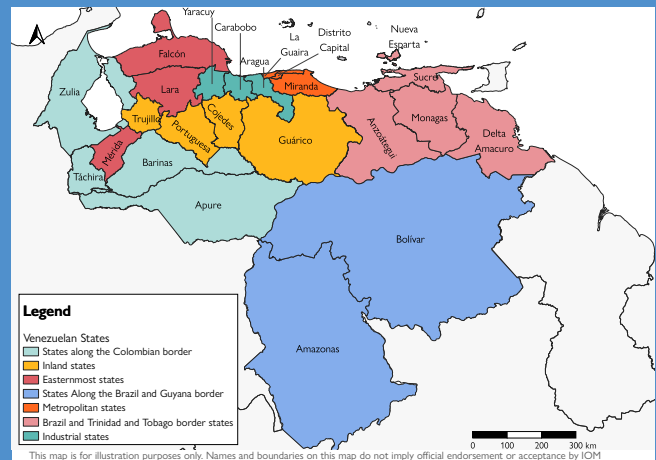 Yaracuy
Carabobo
Aragua
La
Guaira
Distrito
Capital
Nueva
Esparta
Falcón
Zulia
Lara
Miranda
Sucre
Trujillo
Portuguesa
Cojedes
Guárico
Anzoátegui
Monagas
Delta
Amacuro
Mérida
Táchira
Barinas
Apure
Bolívar
Amazonas
Legend
Venezuelan States
States along the Colombian border
Inland states
Easternmost states
States Along the Brazil and Guyana border
Metropolitan states
Brazil and Trinidad and Tobago border states
Industrial states
0 100 200 300 km
This map is for illustration purposes only. Names and boundaries on this map do not imply official endorsement or acceptance by IOM